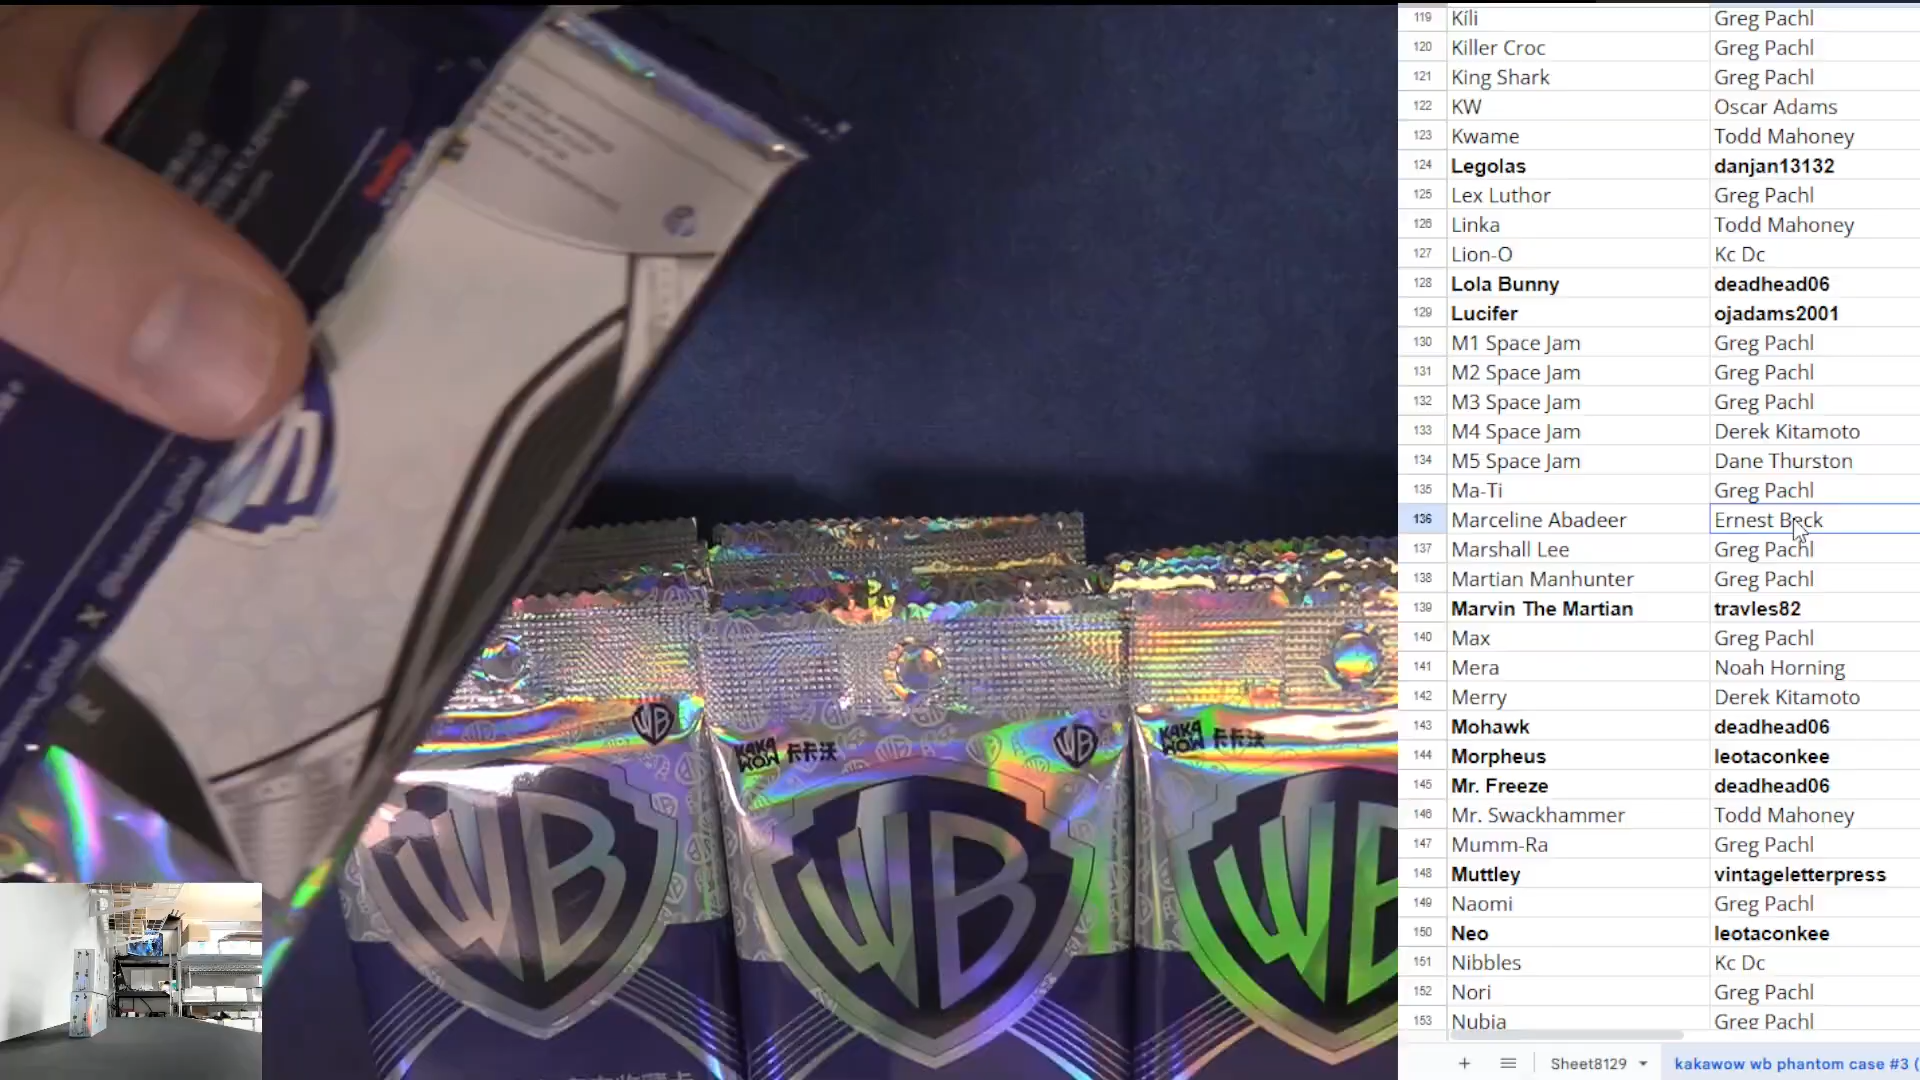 119 Kíli Greg Pachl
120 Killer Croc Greg Pachl
121 King Shark Greg Pachl
122 KW Oscar Adams
123 Kwame Todd Mahoney
124 Legolas danjan13132
125 Lex Luthor Greg Pachl
126 Linka Todd Mahoney
127 Lion-O Kc Dc
128 Lola Bunny deadhead06
129 Lucifer ojadams2001
130 M1 Space Jam Greg Pachl
131 M2 Space Jam Greg Pachl
132 M3 Space Jam Greg Pachl
133 M4 Space Jam Derek Kitamoto
134 M5 Space Jam Dane Thurston
135 Ma-Ti Greg Pachl
136 Marceline Abadeer Ernest Beck
137 Marshall Lee Greg Pachl
138 Martian Manhunter Greg Pachl
139 Marvin The Martian travles82
140 Max Greg Pachl
141 Mera Noah Horning
142 Merry Derek Kitamoto
143 Mohawk deadhead06
144 Morpheus leotaconkee
145 Mr. Freeze deadhead06
146 Mr. Swackhammer Todd Mahoney
147 Mumm-Ra Greg Pachl
148 Muttley vintageletterpress
149 Naomi Greg Pachl
150 Neo leotaconkee
151 Nibbles Kc Dc
152 Nori Greg Pachl
153 Nubia Greg Pachl
Sheet8129 kakawow wb phantom case #3 (
WB
KAKA WOW 卡卡沃 WB
KAKA WOW 卡卡沃
WB
WB
WB